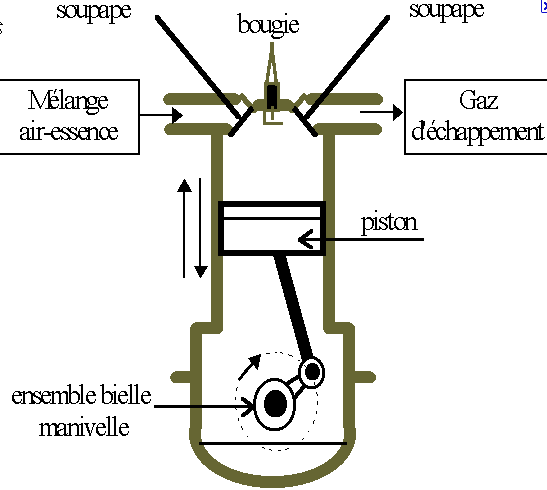 soupape
bougie
soupape
Mélange
air-essence
Gaz
d'échappement
piston
ensemble bielle
manivelle